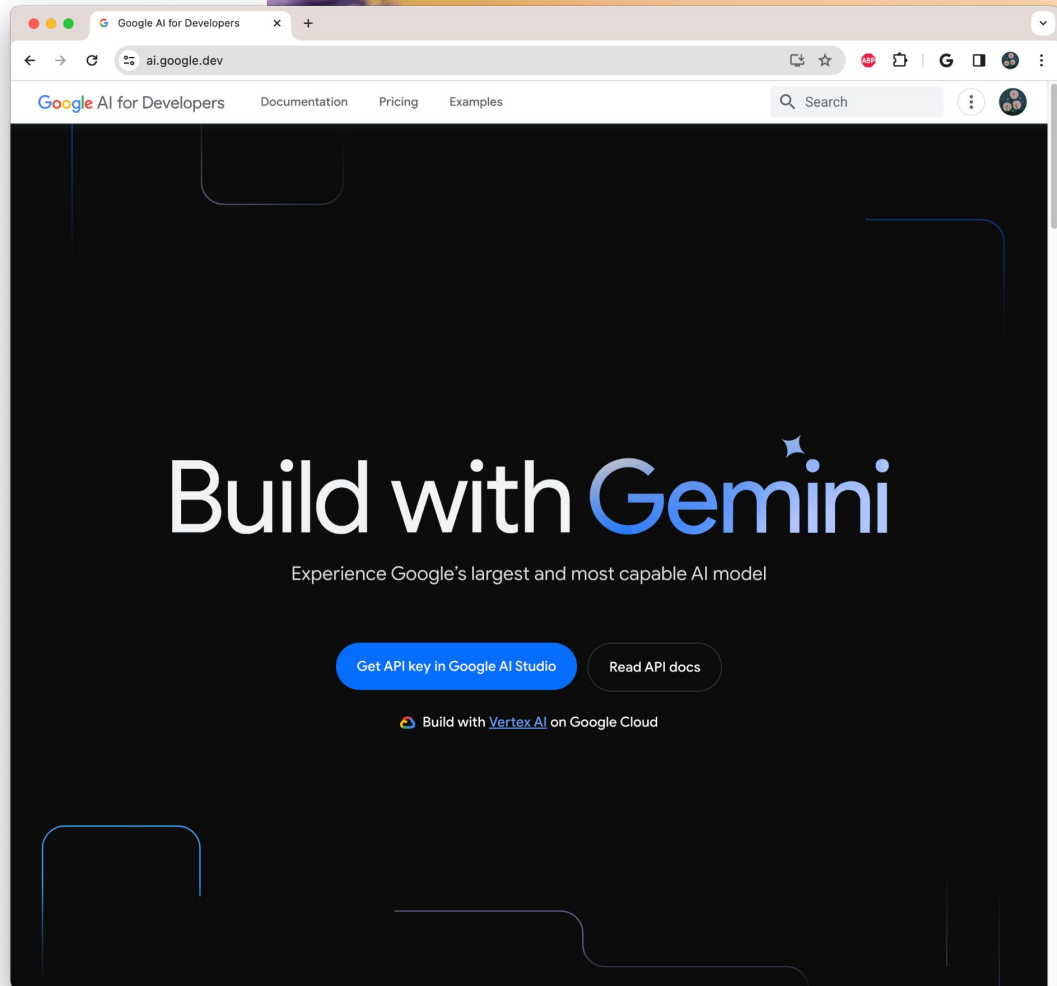 Google AI for Developers
ai.google.dev
ABP
G
Google AI for Developers Documentation Pricing Examples Search
Build with Gemini
Experience Google's largest and most capable AI model
Get API key in Google AI Studio Read API docs
Build with Vertex AI on Google Cloud